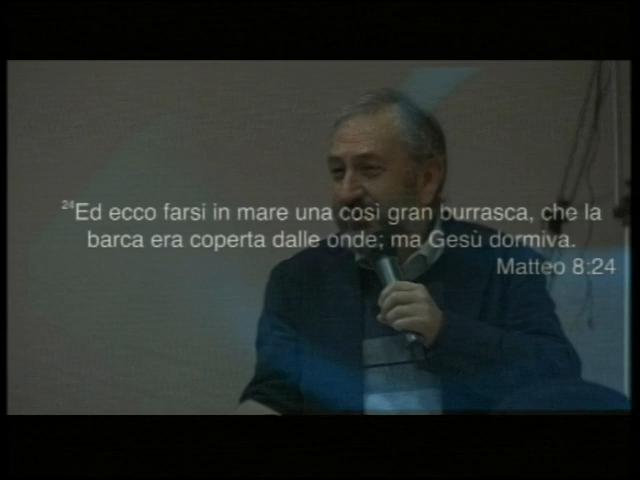 24Ed ecco farsi in mare una così gran burrasca, che la
barca era coperta dalle onde; ma Gesù dormiva.
Matteo 8:24